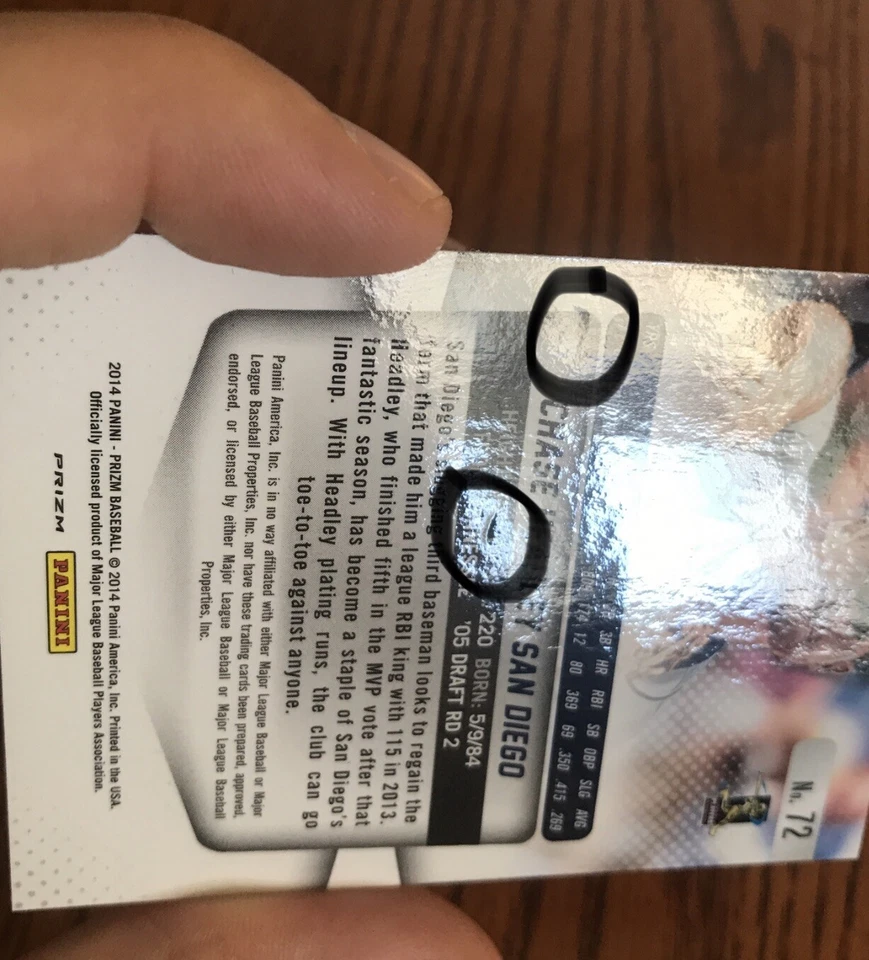 No. 72
YR
3B HR RBI SB OBP SLG AVG
174 12 80 369 69 .350 .415 .269
CHASE SAN DIEGO
220 BORN: 5/9/84
'05 DRAFT RD 2
San Diego's slugging third baseman looks to regain the
form that made him a league RBI king with 115 in 2013.
Headley, who finished fifth in the MVP vote after that
fantastic season, has become a staple of San Diego's
lineup. With Headley plating runs, the club can go
toe-to-toe against anyone.
Panini America, Inc. is in no way affiliated with either Major League Baseball or Major
League Baseball Properties, Inc. nor have these trading cards been prepared, approved,
endorsed, or licensed by either Major League Baseball or Major League Baseball
Properties, Inc.
2014 PANINI - PRIZM BASEBALL © 2014 Panini America, Inc. Printed in the USA.
Officially licensed product of Major League Baseball Players Association.
PRIZM PANINI